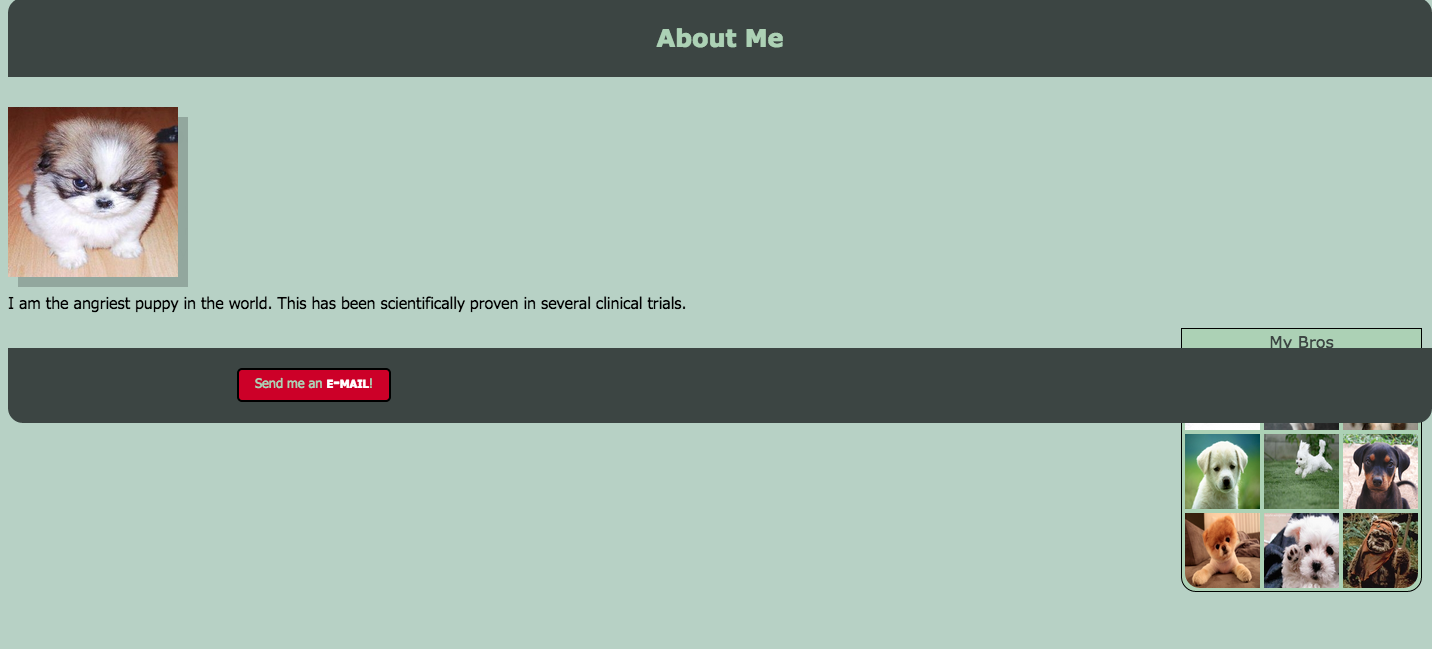 About Me
I am the angriest puppy in the world. This has been scientifically proven in several clinical trials.
My Bros
Send me an E-MAIL!